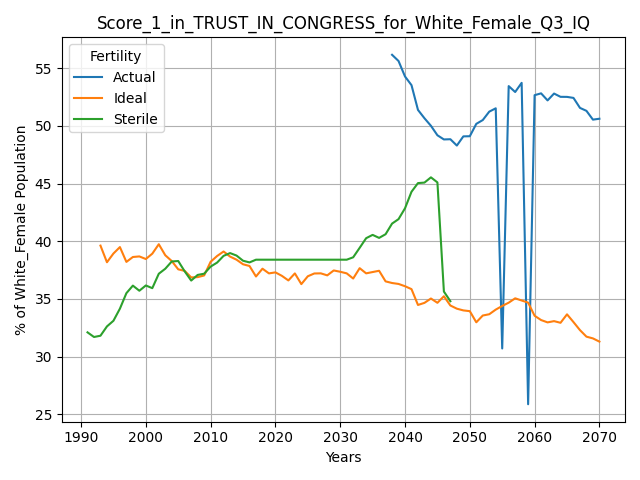 Score_1_in_TRUST_IN_CONGRESS_for_White_Female_Q3_IQ
Fertility
Actual
Ideal
Sterile
% of White_Female Population
55
50
45
40
35
30
25
1990 2000 2010 2020 2030 2040 2050 2060 2070
Years